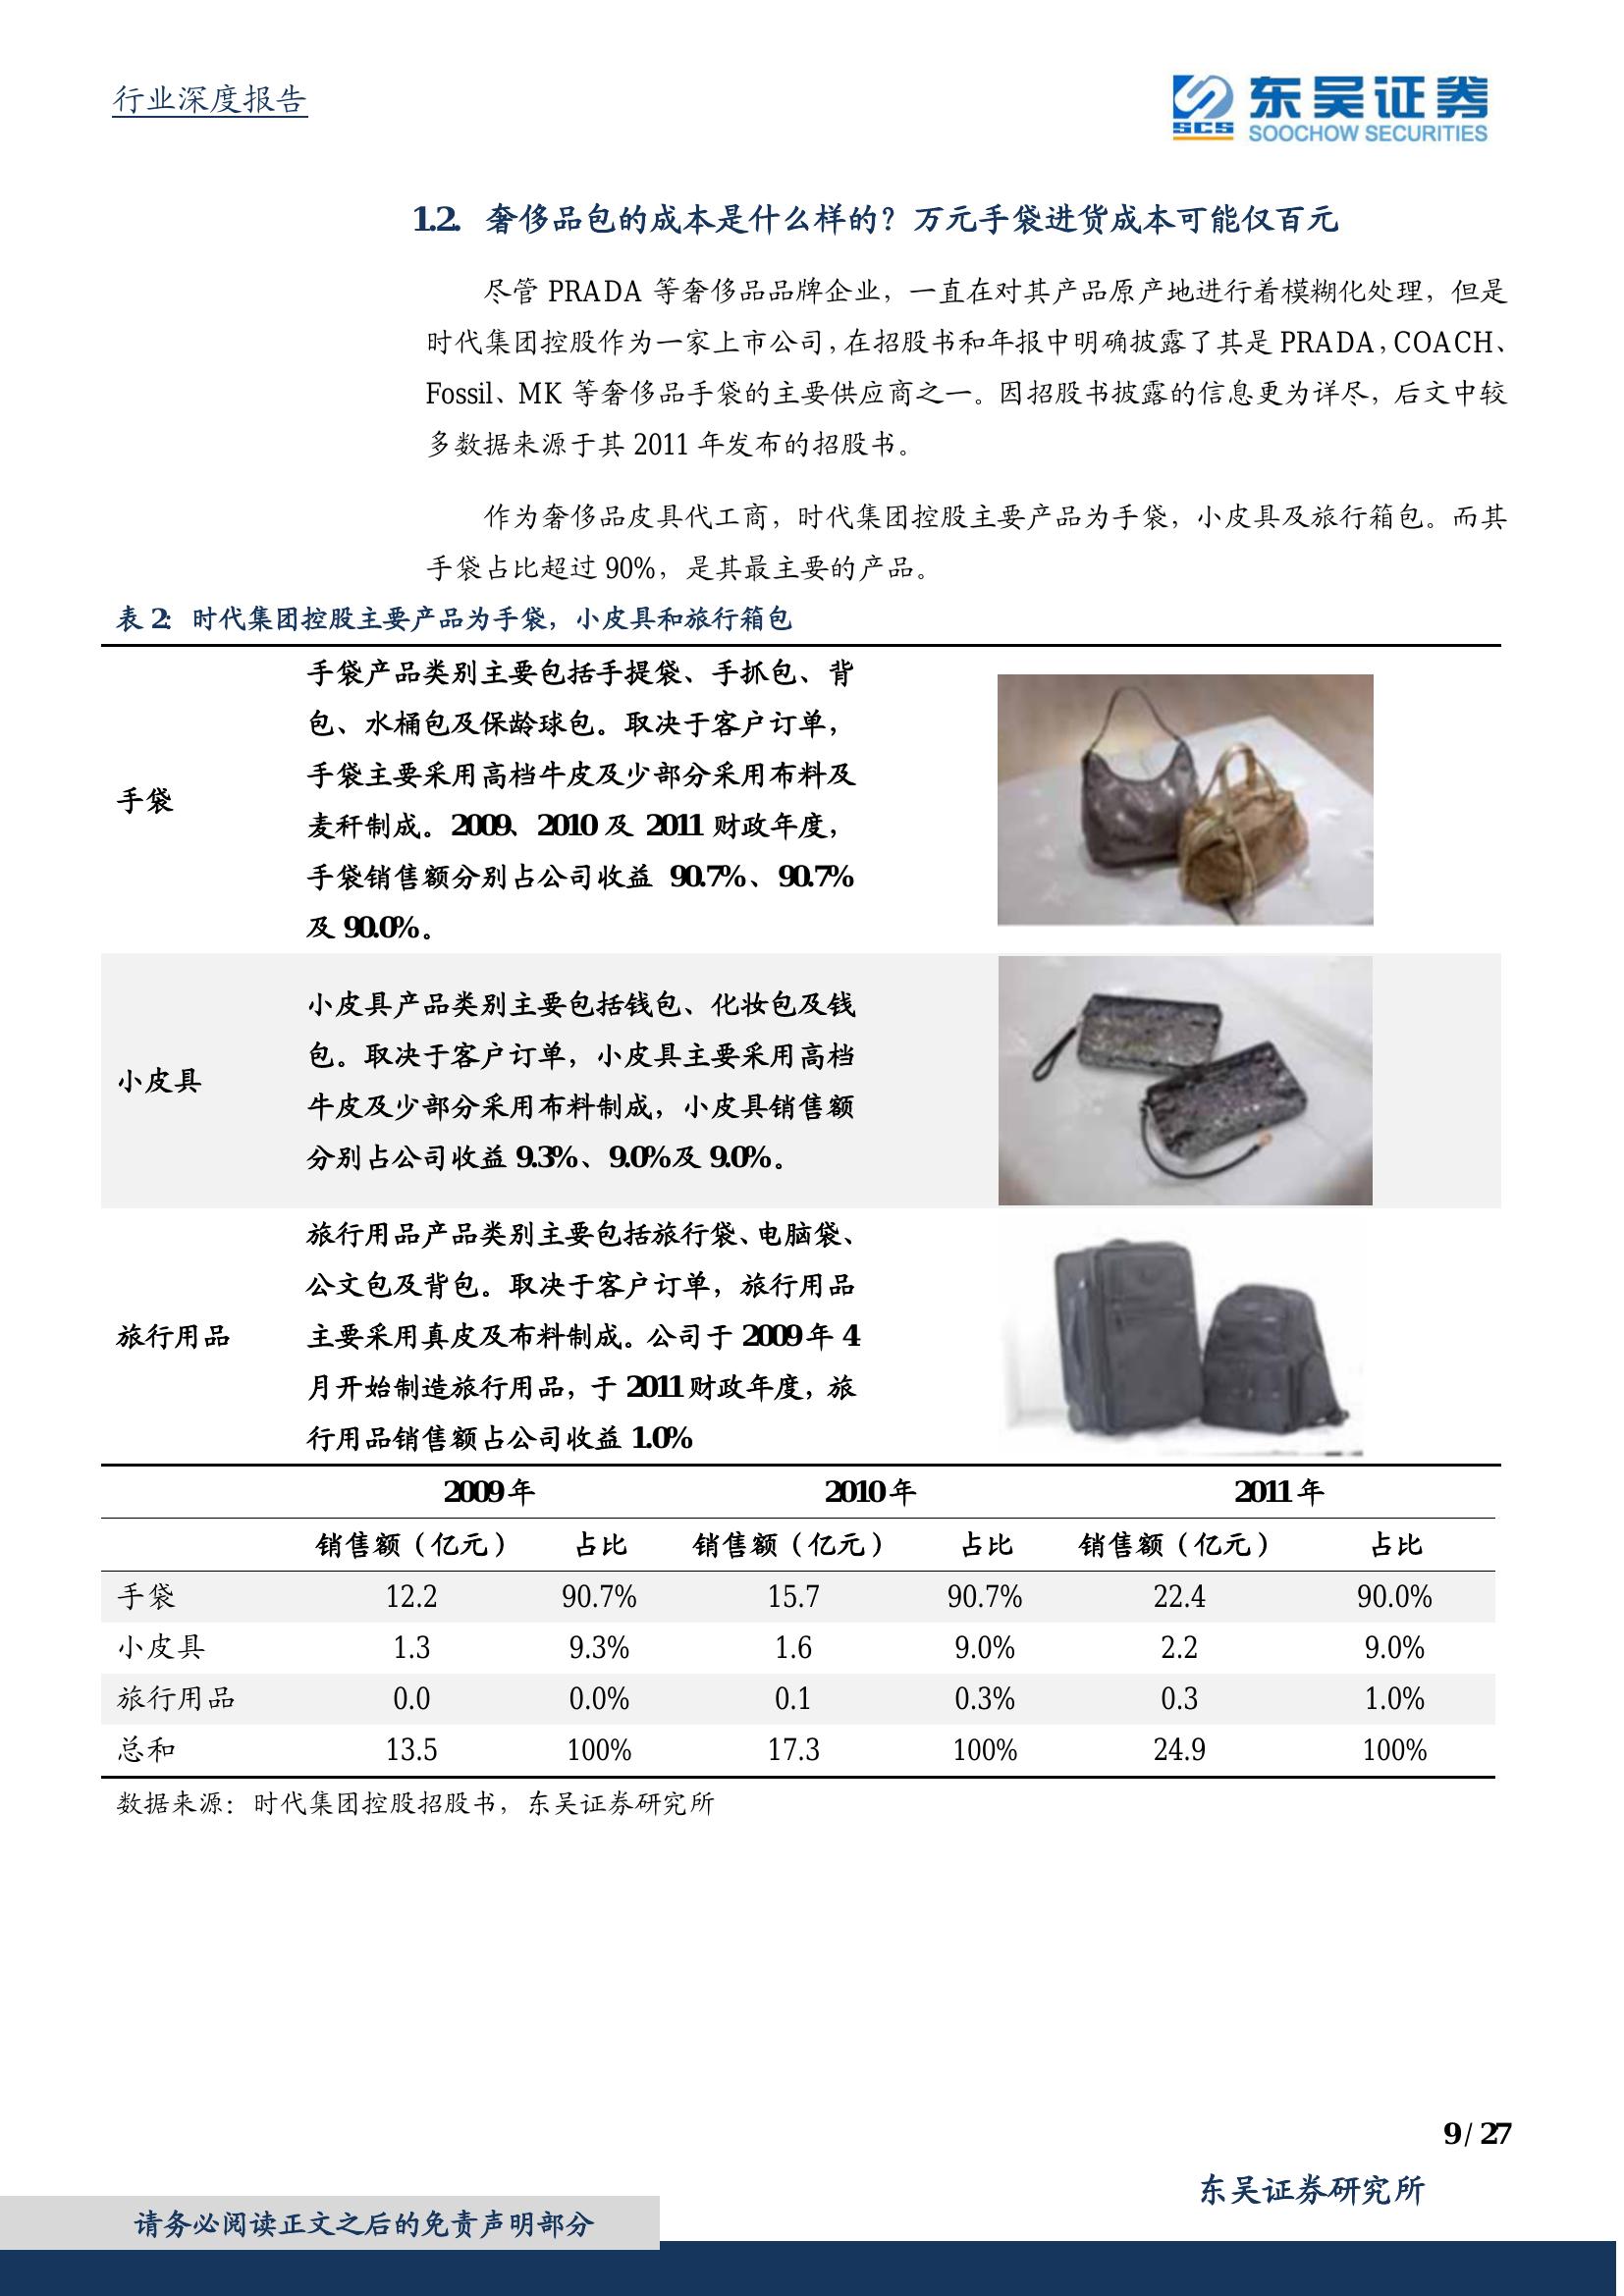 行业深度报告
SCS
东吴证券
SOOCHOW SECURITIES
1.2. 奢侈品包的成本是什么样的？万元手袋进货成本可能仅百元
尽管 PRADA 等奢侈品品牌企业，一直在对其产品原产地进行着模糊化处理，但是
时代集团控股作为一家上市公司，在招股书和年报中明确披露了其是 PRADA，COACH、
Fossil、MK 等奢侈品手袋的主要供应商之一。因招股书披露的信息更为详尽，后文中较
多数据来源于其 2011 年发布的招股书。
作为奢侈品皮具代工商，时代集团控股主要产品为手袋，小皮具及旅行箱包。而其
手袋占比超过 90%，是其最主要的产品。
表 2： 时代集团控股主要产品为手袋，小皮具和旅行箱包
手袋
手袋产品类别主要包括手提袋、手抓包、背
包、水桶包及保龄球包。取决于客户订单，
手袋主要采用高档牛皮及少部分采用布料及
麦秆制成。2009、2010 及 2011 财政年度，
手袋销售额分别占公司收益 90.7%、90.7%
及 90.0%。
小皮具
小皮具产品类别主要包括钱包、化妆包及钱
包。取决于客户订单，小皮具主要采用高档
牛皮及少部分采用布料制成，小皮具销售额
分别占公司收益 9.3%、9.0%及 9.0%。
旅行用品
旅行用品产品类别主要包括旅行袋、电脑袋、
公文包及背包。取决于客户订单，旅行用品
主要采用真皮及布料制成。公司于 2009 年 4
月开始制造旅行用品，于 2011 财政年度，旅
行用品销售额占公司收益 1.0%
2009 年 2010 年 2011 年
销售额（亿元） 占比 销售额（亿元） 占比 销售额（亿元） 占比
手袋 12.2 90.7% 15.7 90.7% 22.4 90.0%
小皮具 1.3 9.3% 1.6 9.0% 2.2 9.0%
旅行用品 0.0 0.0% 0.1 0.3% 0.3 1.0%
总和 13.5 100% 17.3 100% 24.9 100%
数据来源：时代集团控股招股书，东吴证券研究所
9 / 27
东吴证券研究所
请务必阅读正文之后的免责声明部分